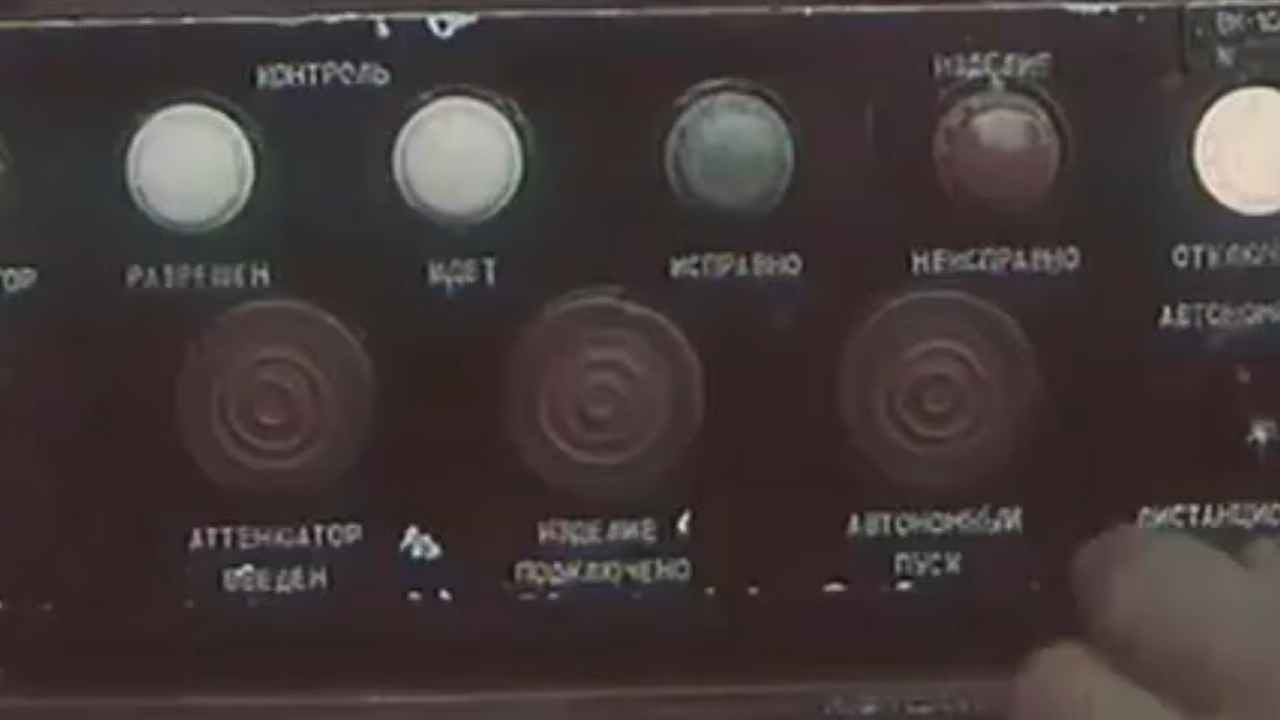 КОНТРОЛЬ
ИЗДЕЛИЕ
РАЗРЕШЕН
ИДЕТ
ИСПРАВНО
НЕИСПРАВНО
АТТЕНЮАТОР
ВВЕДЕН
ИЗДЕЛИЕ
ПОДКЛЮЧЕНО
АВТОНОМНЫЙ
ПУСК